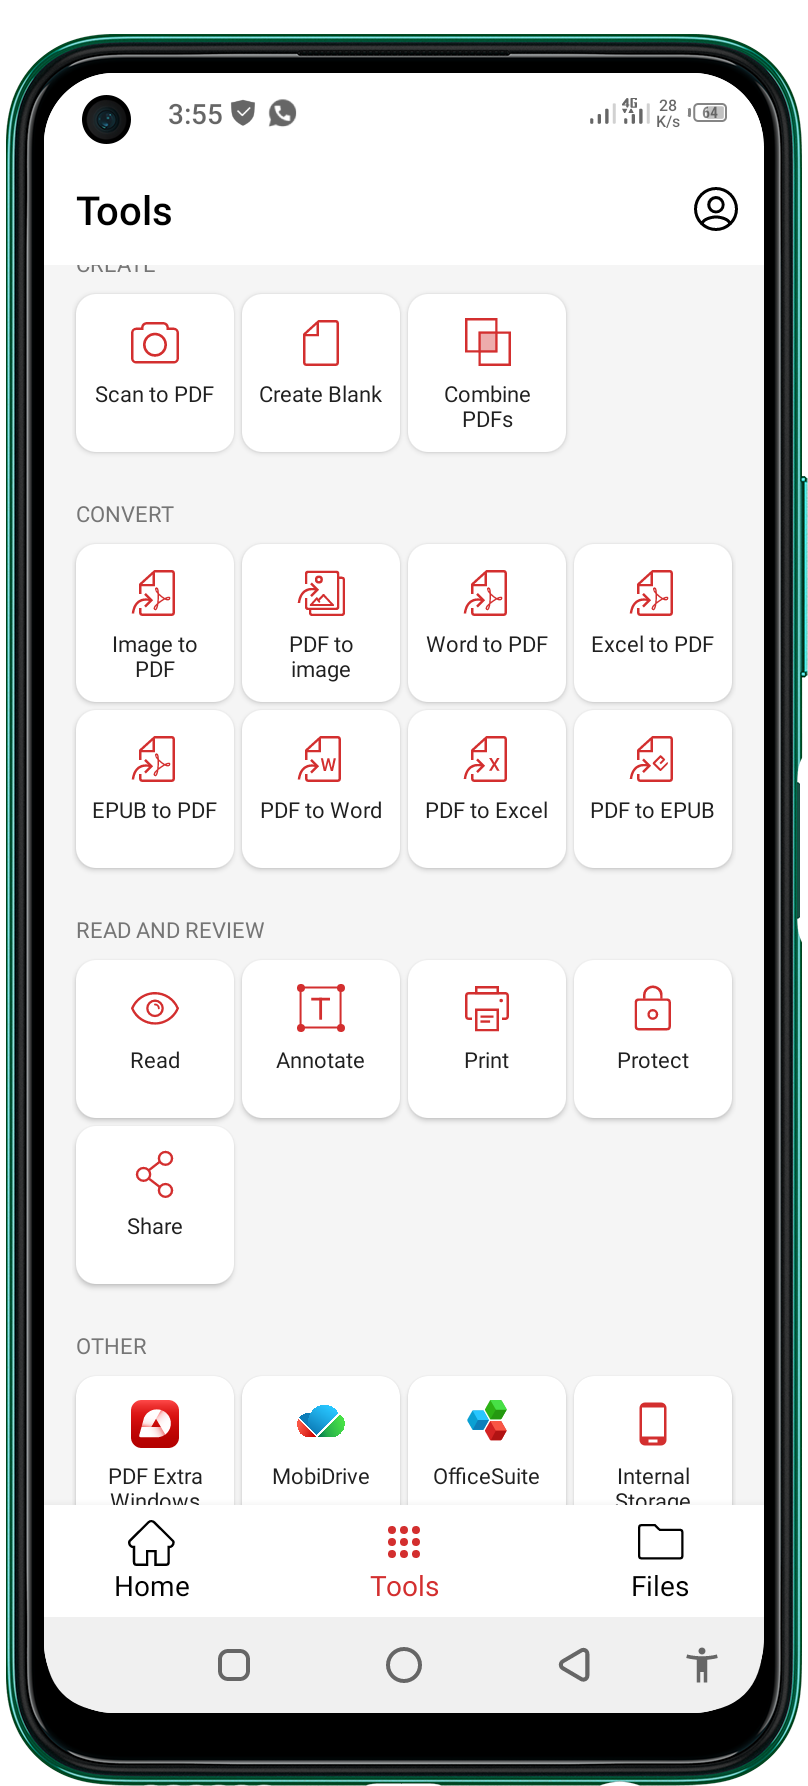 3:55
4G
28
K/s
64
Tools
CREATE
Scan to PDF
Create Blank
Combine
PDFs
CONVERT
Image to
PDF
PDF to
image
Word to PDF
Excel to PDF
EPUB to PDF
PDF to Word
PDF to Excel
PDF to EPUB
READ AND REVIEW
Read
Annotate
Print
Protect
Share
OTHER
PDF Extra
Windows
MobiDrive
OfficeSuite
Internal
Storage
Home
Tools
Files